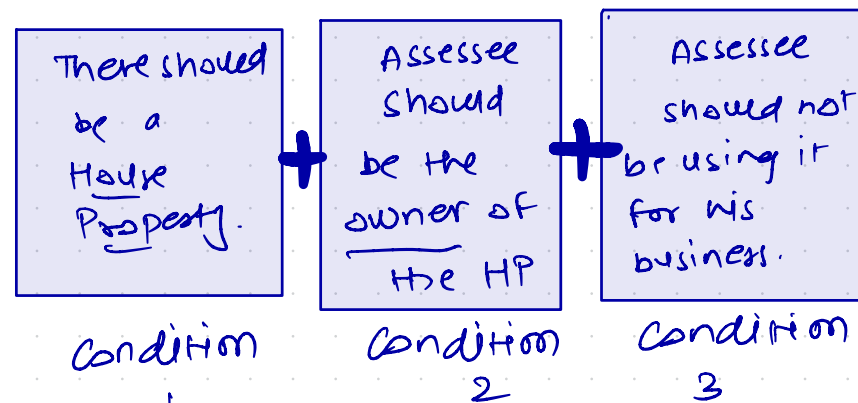 There should
be a
House
Property.
+
Assessee
should
be the
owner of
the HP
+
Assessee
should not
be using it
for his
business.
Condition
1
Condition
2
Condition
3